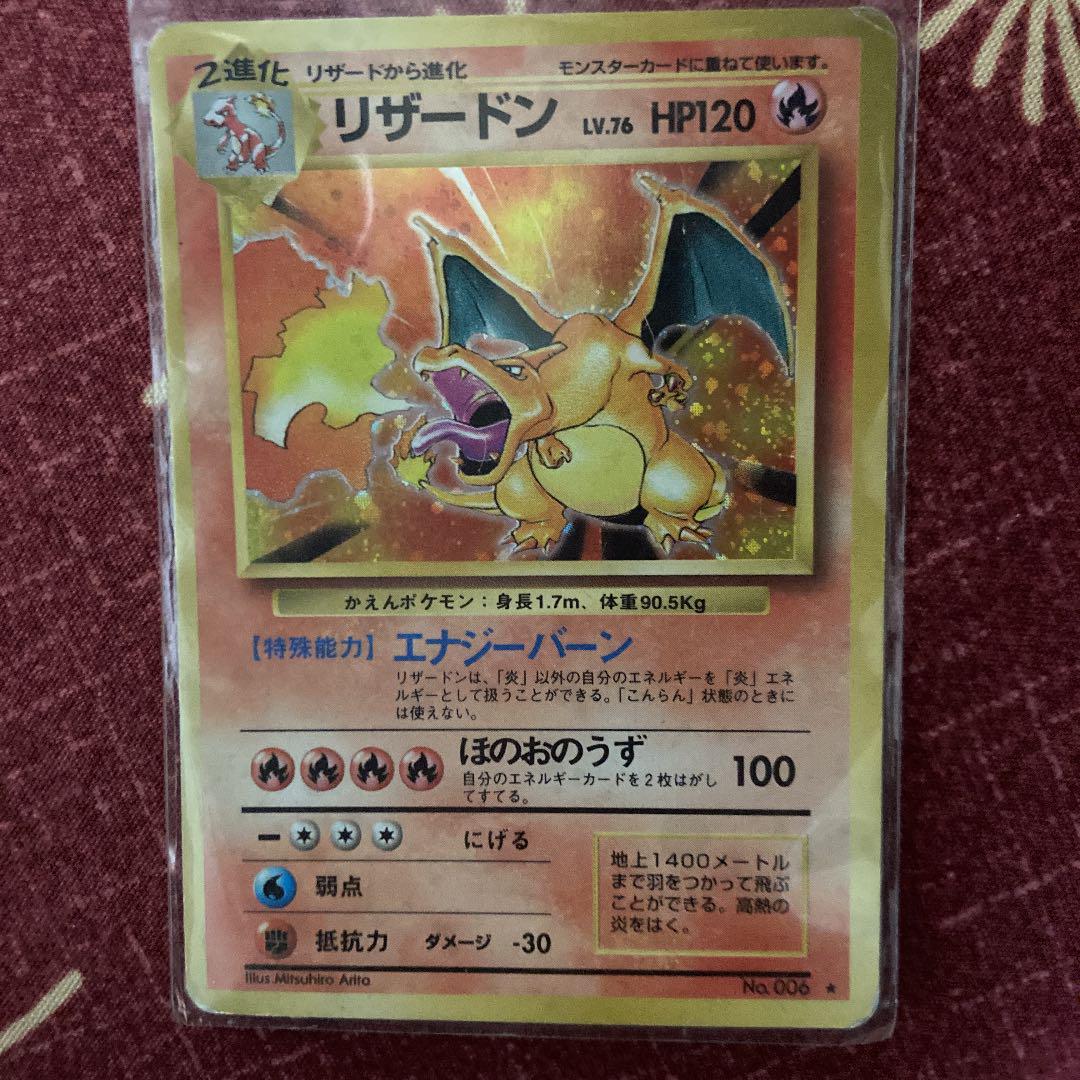 2進化
リザードから進化
モンスターカードに重ねて使います。
リザードン LV.76 HP120
かえんポケモン：身長1.7m、体重90.5Kg
【特殊能力】エナジーバーン
リザードンは、「炎」以外の自分のエネルギーを「炎」エネ
ルギーとして扱うことができる。「こんらん」状態のときに
は使えない。
ほのおのうず 100
自分のエネルギーカードを2枚はがし
てすてる。
にげる
弱点
抵抗力 ダメージ -30
地上1400メートル
まで羽をつかって飛ぶ
ことができる。高熱の
炎をはく。
Illus.Mitsuhiro Arita
No.006 ★